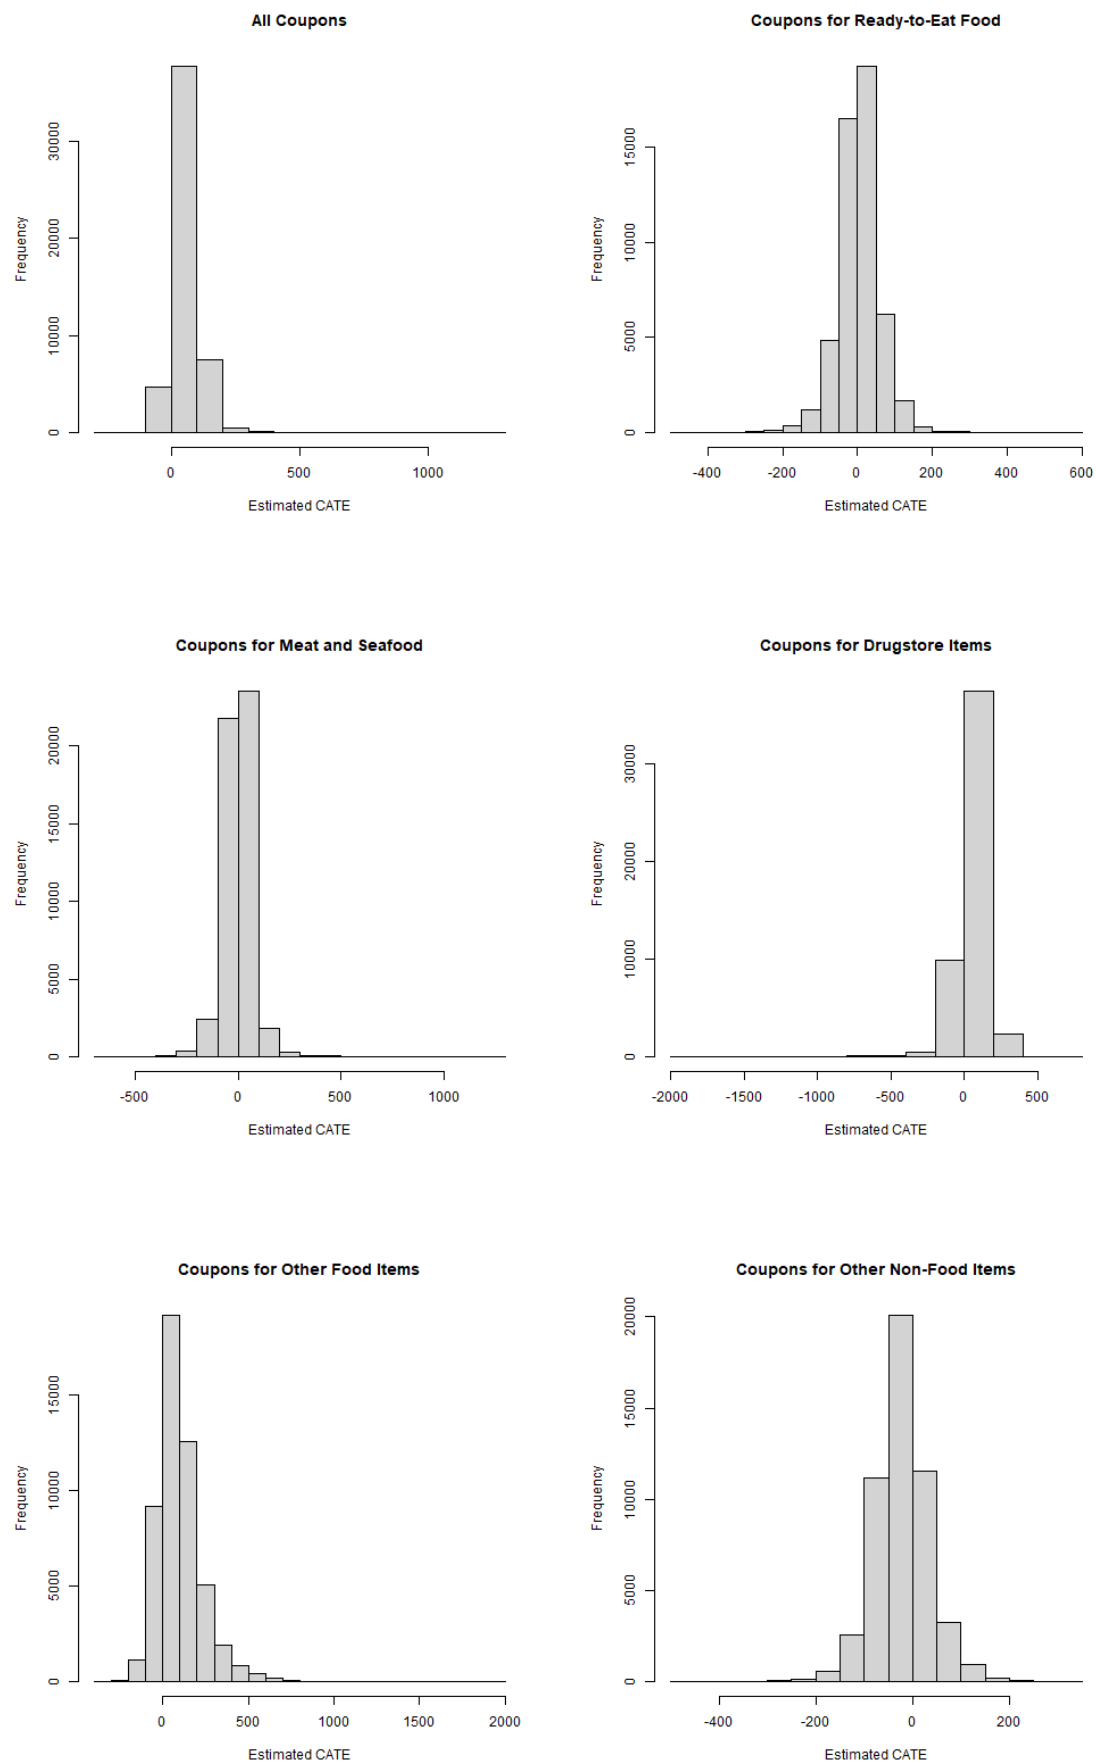 All Coupons
Frequency
30000
20000
10000
0
0 500 1000
Estimated CATE
Coupons for Ready-to-Eat Food
Frequency
15000
10000
5000
0
-400 -200 0 200 400 600
Estimated CATE
Coupons for Meat and Seafood
Frequency
20000
15000
10000
5000
0
-500 0 500 1000
Estimated CATE
Coupons for Drugstore Items
Frequency
30000
20000
10000
0
-2000 -1500 -1000 -500 0 500
Estimated CATE
Coupons for Other Food Items
Frequency
15000
10000
5000
0
0 500 1000 1500 2000
Estimated CATE
Coupons for Other Non-Food Items
Frequency
20000
15000
10000
5000
0
-400 -200 0 200
Estimated CATE